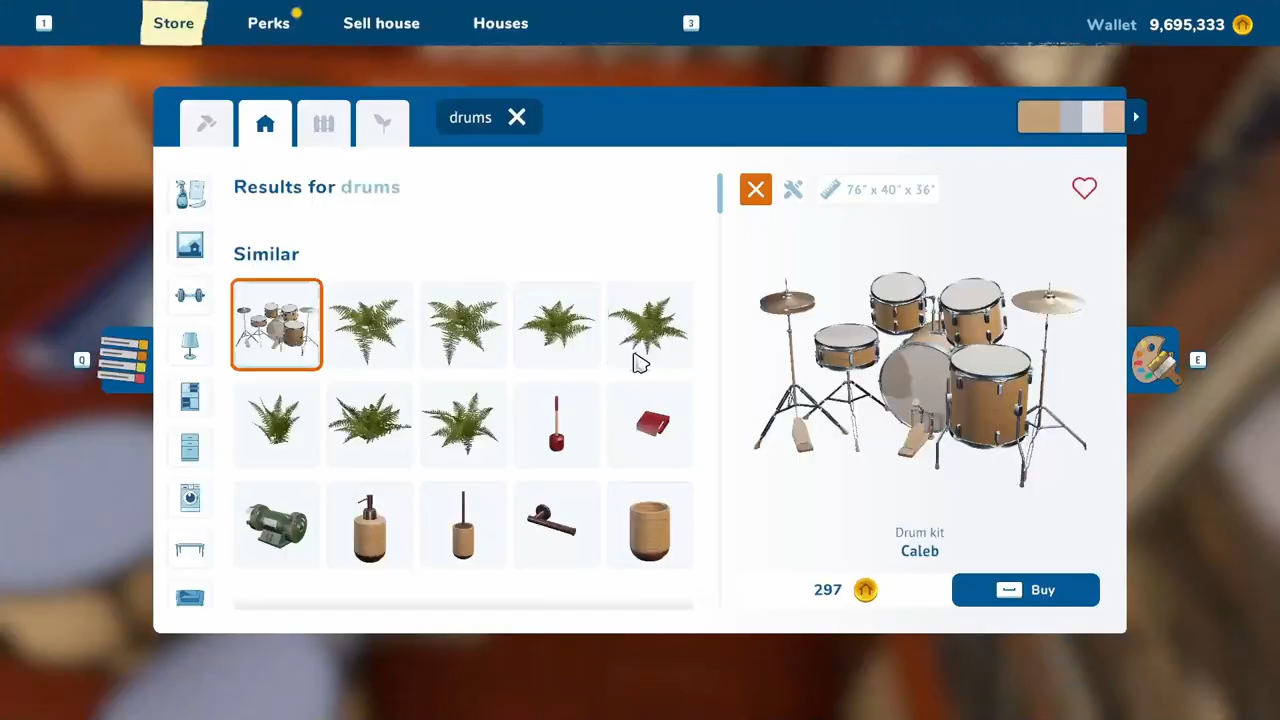 1
Store
Perks
Sell house
Houses
3
Wallet 9,695,333
drums
Results for drums
76" x 40" x 36"
Similar
Q
E
Drum kit
Caleb
297
Buy